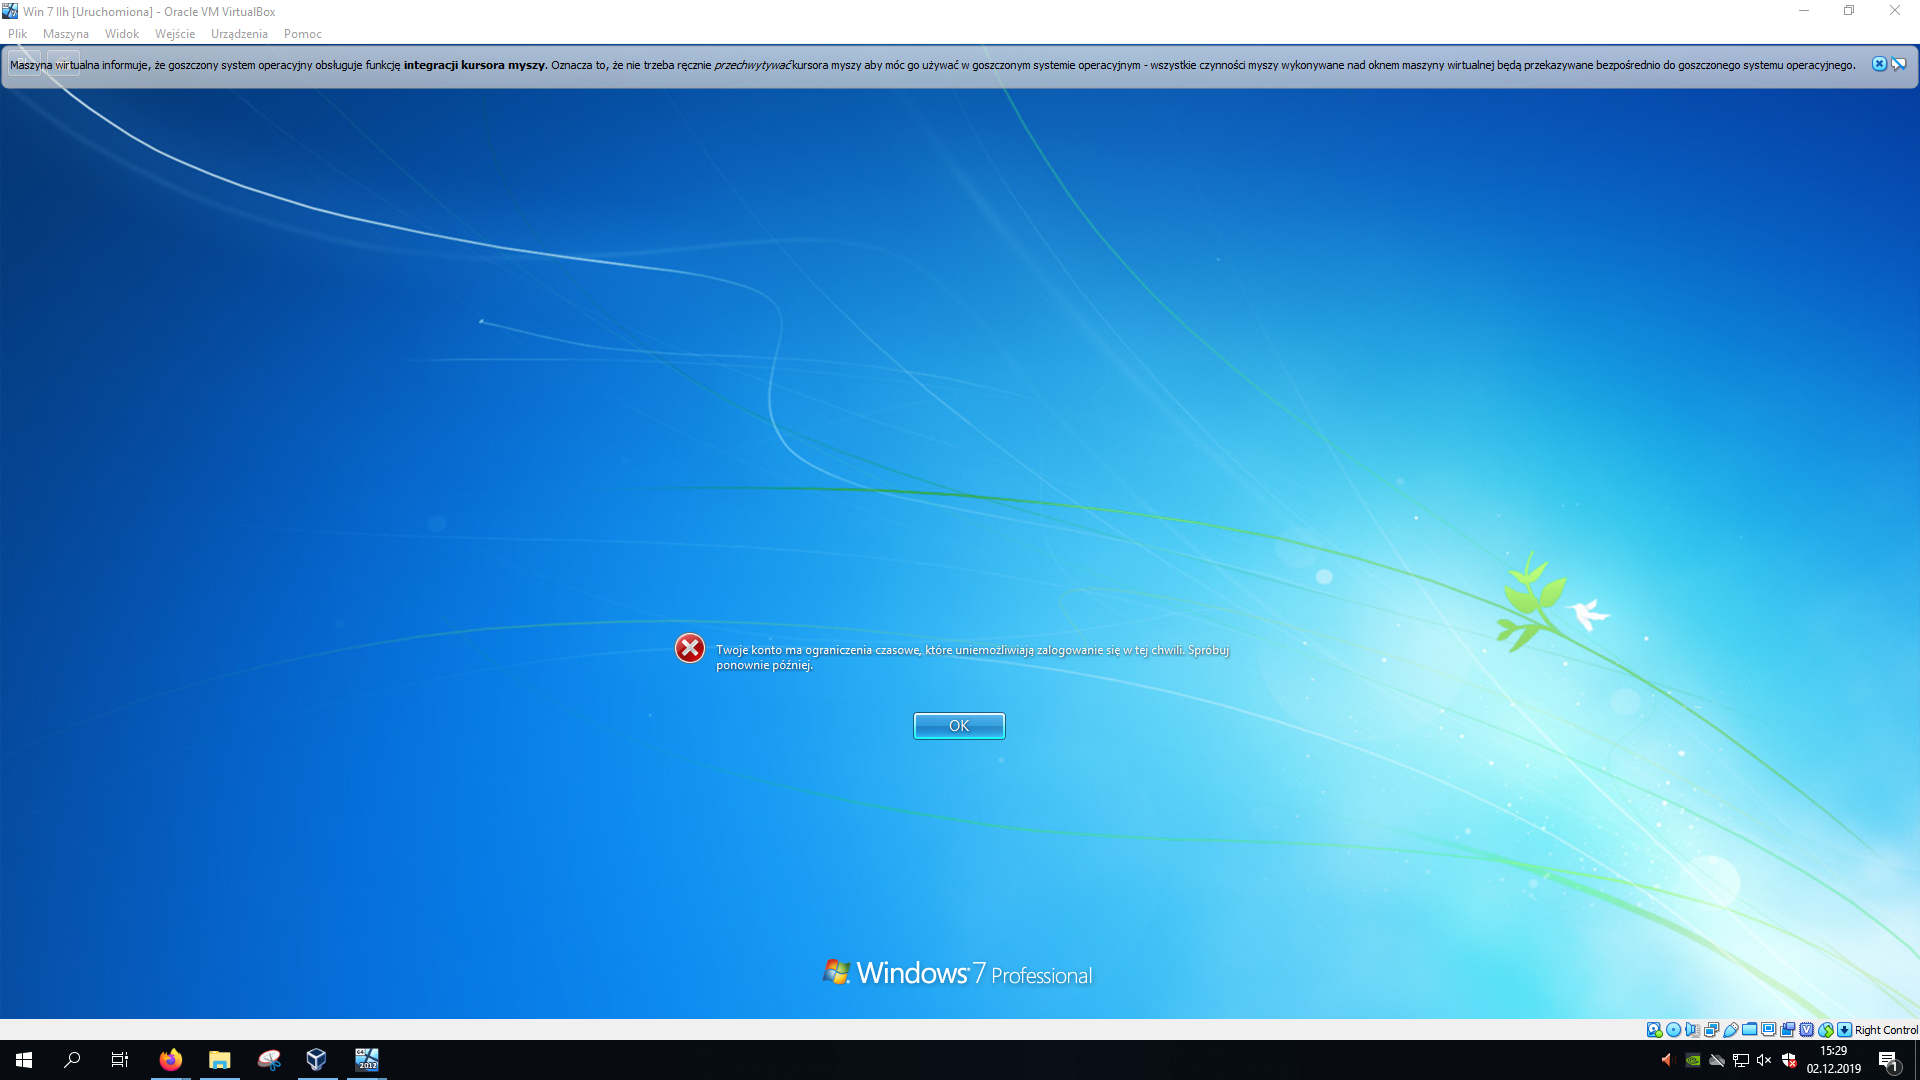 Win 7 llh [Uruchomiona] - Oracle VM VirtualBox
Plik Maszyna Widok Wejście Urządzenia Pomoc
Maszyna wirtualna informuje, że goszczony system operacyjny obsługuje funkcję integracji kursora myszy. Oznacza to, że nie trzeba ręcznie przechwytywać kursora myszy aby móc go używać w goszczonym systemie operacyjnym - wszystkie czynności myszy wykonywane nad oknem maszyny wirtualnej będą przekazywane bezpośrednio do goszczonego systemu operacyjnego.
Twoje konto ma ograniczenia czasowe, które uniemożliwiają zalogowanie się w tej chwili. Spróbuj
ponownie później.
OK
Windows 7 Professional
Right Control
2012
15:29
02.12.2019
1